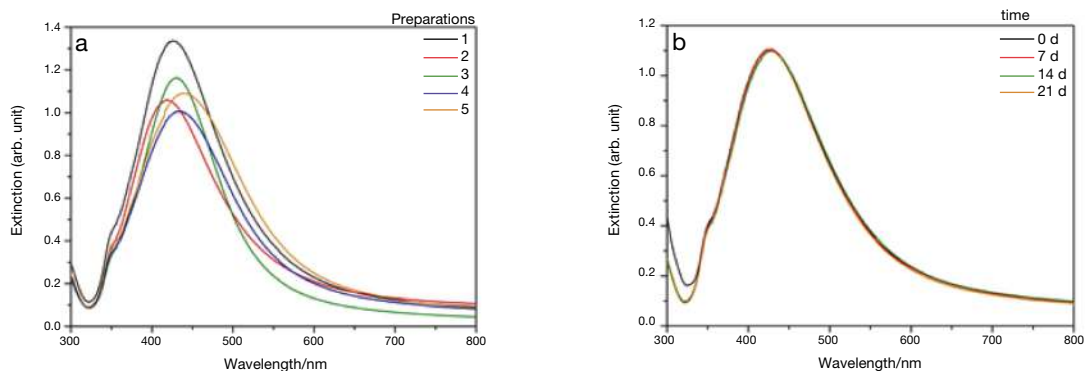 Preparations
a
1
2
3
4
5
1.4
1.2
1.0
0.8
0.6
0.4
0.2
0.0
300 400 500 600 700 800
Extinction (arb. unit)
Wavelength/nm
time
b
0 d
7 d
14 d
21 d
1.2
1.0
0.8
0.6
0.4
0.2
0.0
300 400 500 600 700 800
Extinction (arb. unit)
Wavelength/nm